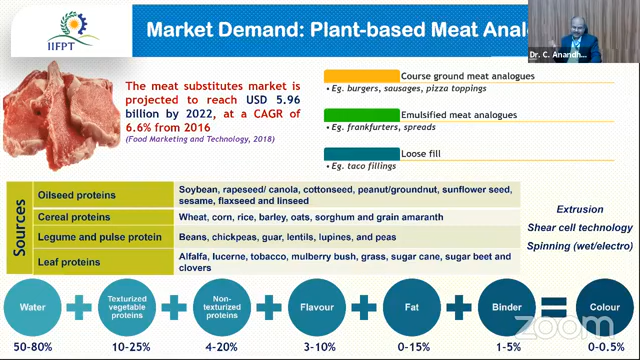 IIFPT
Market Demand: Plant-based Meat Anal
Dr. C. Anandh...
The meat substitutes market is
projected to reach USD 5.96
billion by 2022, at a CAGR of
6.6% from 2016
(Food Marketing and Technology, 2018)
Course ground meat analogues
• Eg. burgers, sausages, pizza toppings
Emulsified meat analogues
• Eg. frankfurters, spreads
Loose fill
• Eg. taco fillings
Sources
Oilseed proteins
Soybean, rapeseed/ canola, cottonseed, peanut/groundnut, sunflower seed,
sesame, flaxseed and linseed
Cereal proteins
Wheat, corn, rice, barley, oats, sorghum and grain amaranth
Legume and pulse protein
Beans, chickpeas, guar, lentils, lupines, and peas
Leaf proteins
Alfalfa, lucerne, tobacco, mulberry bush, grass, sugar cane, sugar beet and
clovers
Extrusion
Shear cell technology
Spinning (wet/electro)
Water
Texturized
vegetable
proteins
Non-
texturized
proteins
Flavour
Fat
Binder
Colour
50-80%
10-25%
4-20%
3-10%
0-15%
1-5%
0-0.5%
zoom